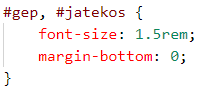 #gep, #jatekos {
    font-size: 1.5rem;
    margin-bottom: 0;
}